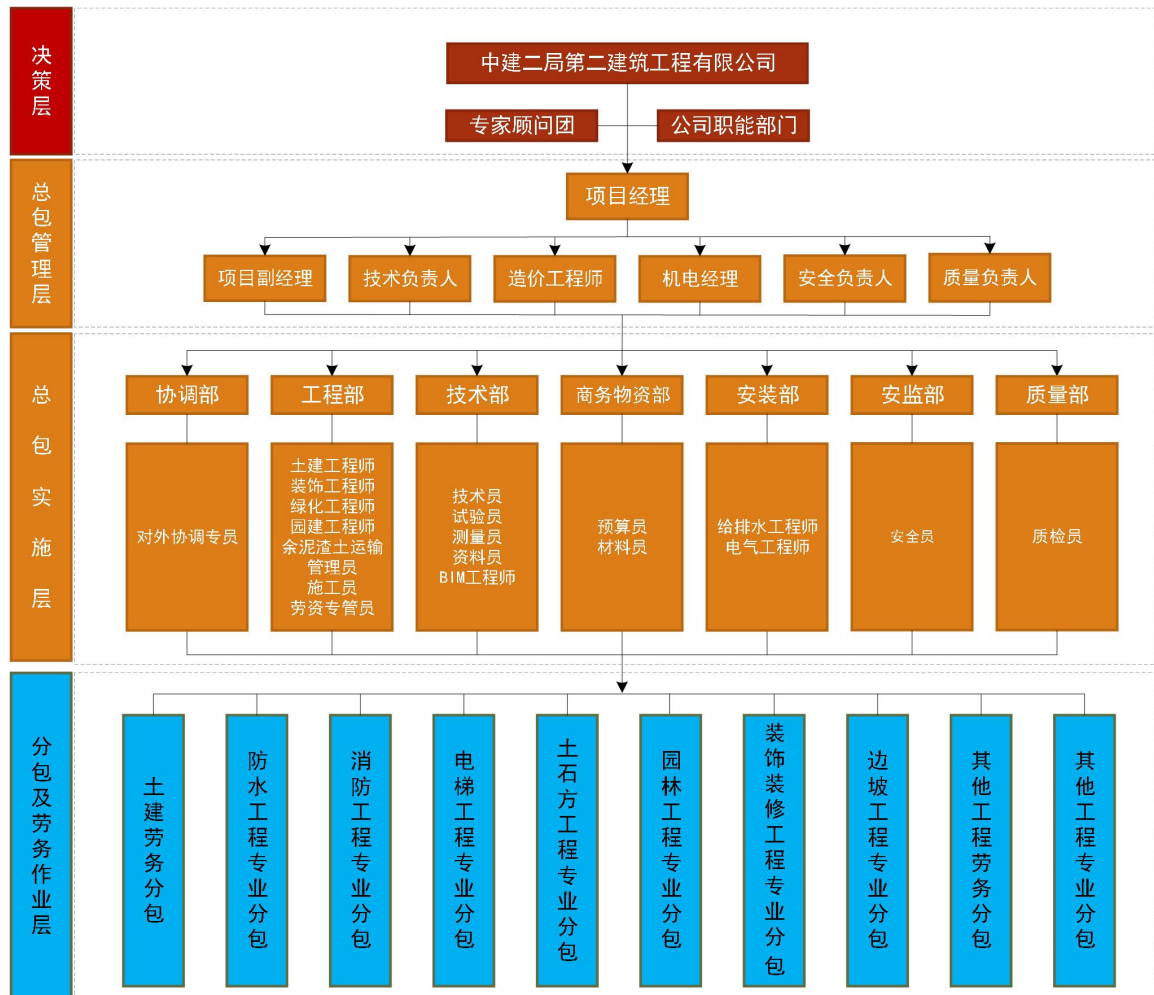 决策层
中建二局第二建筑工程有限公司
专家顾问团
公司职能部门
总包管理层
项目经理
项目副经理
技术负责人
造价工程师
机电经理
安全负责人
质量负责人
总包实施层
协调部
工程部
技术部
商务物资部
安装部
安监部
质量部
对外协调专员
土建工程师
装饰工程师
绿化工程师
园建工程师
余泥渣土运输
管理员
施工员
劳资专管员
技术员
试验员
测量员
资料员
BIM工程师
预算员
材料员
给排水工程师
电气工程师
安全员
质检员
分包及劳务作业层
土建劳务分包
防水工程专业分包
消防工程专业分包
电梯工程专业分包
土石方工程专业分包
园林工程专业分包
装饰装修工程专业分包
边坡工程专业分包
其他工程劳务分包
其他工程专业分包